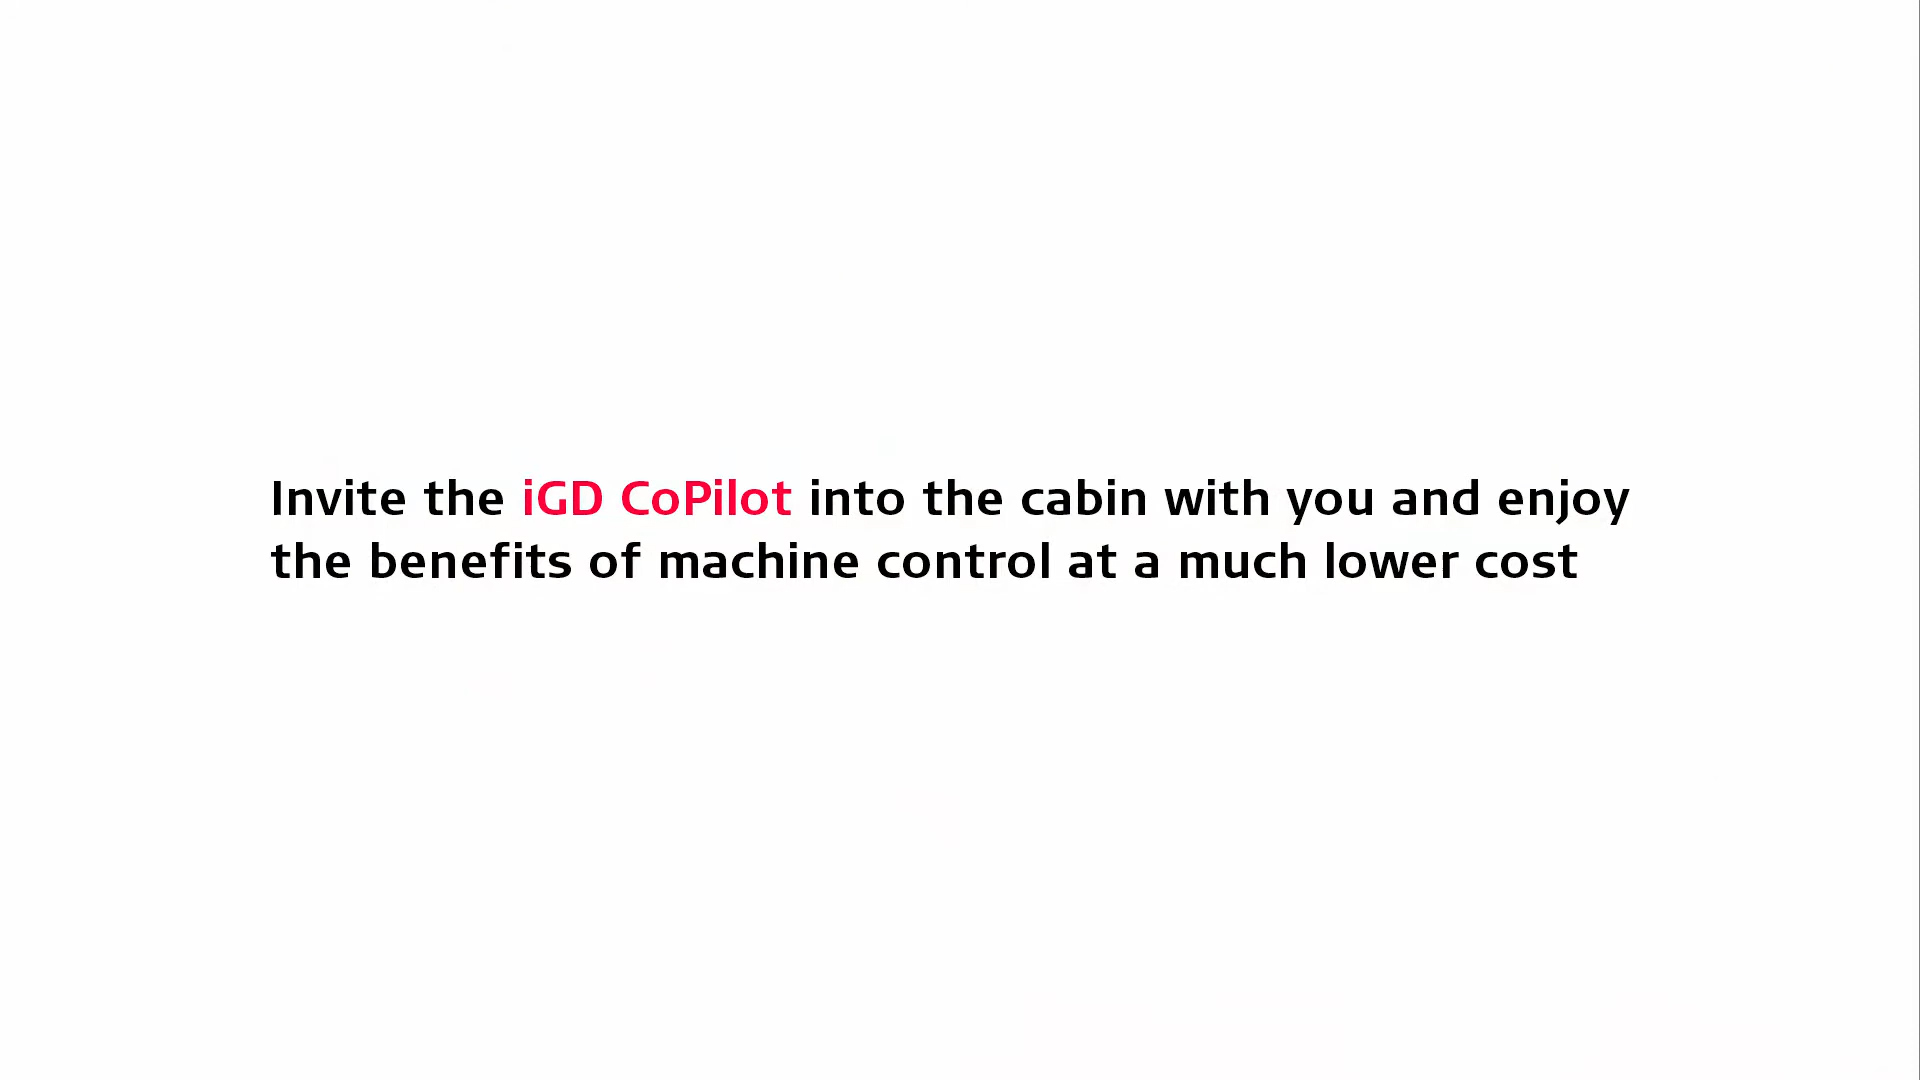 Invite the iGD CoPilot into the cabin with you and enjoy
the benefits of machine control at a much lower cost